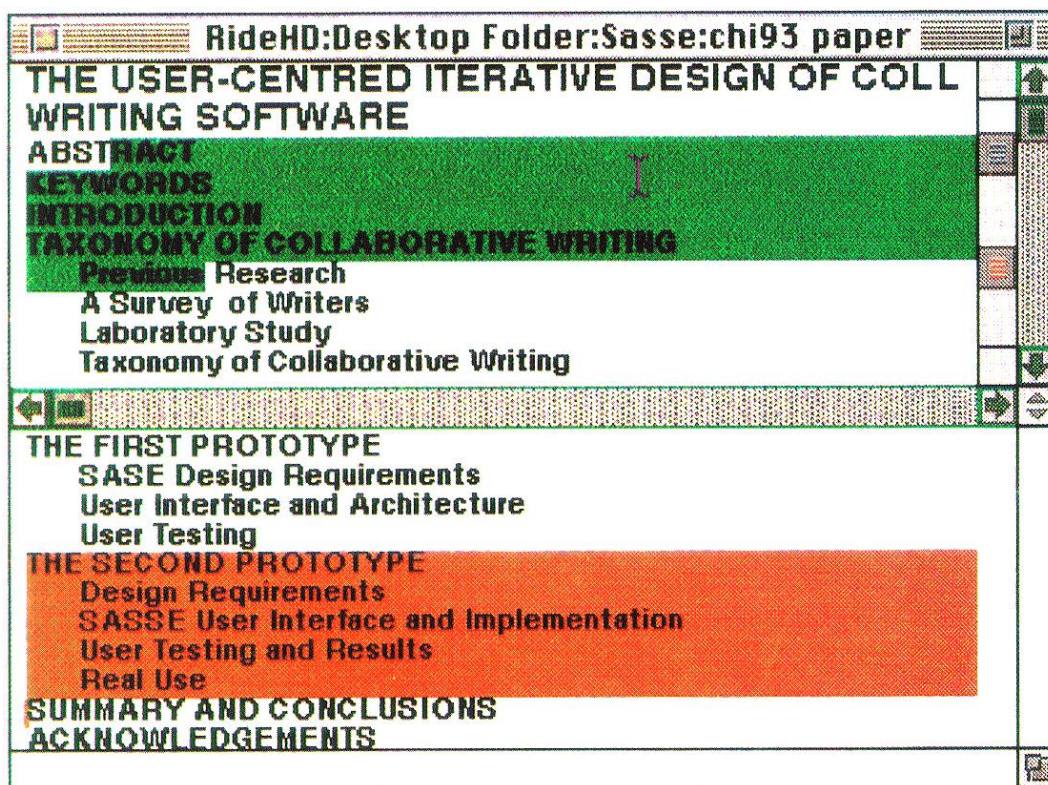 RideHD:Desktop Folder:Sasse:chi93 paper
THE USER-CENTRED ITERATIVE DESIGN OF COLL
WRITING SOFTWARE
ABSTRACT
KEYWORDS
INTRODUCTION
TAXONOMY OF COLLABORATIVE WRITING
Previous Research
A Survey of Writers
Laboratory Study
Taxonomy of Collaborative Writing
THE FIRST PROTOTYPE
SASE Design Requirements
User Interface and Architecture
User Testing
THE SECOND PROTOTYPE
Design Requirements
SASSE User Interface and Implementation
User Testing and Results
Real Use
SUMMARY AND CONCLUSIONS
ACKNOWLEDGEMENTS